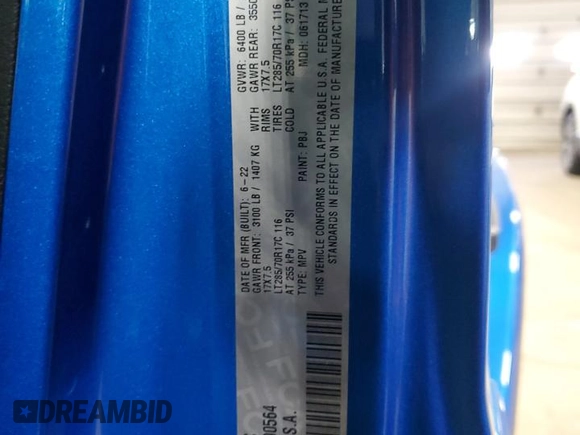 DATE OF MFR (BUILT): 6-22 GVWR: 6400 LB /
GAWR FRONT: 3100 LB / 1407 KG WITH GAWR REAR: 3550
17X7.5 RIMS 17X7.5
LT285/70R17C 116 TIRES LT285/70R17C 116
AT 255 kPa / 37 PSI COLD AT 255 kPa / 37 PSI
TYPE: MPV PAINT: PBJ MDH: 061713
THIS VEHICLE CONFORMS TO ALL APPLICABLE U.S.A. FEDERAL M
STANDARDS IN EFFECT ON THE DATE OF MANUFACTURE
00564
S.A.
DREAMBID